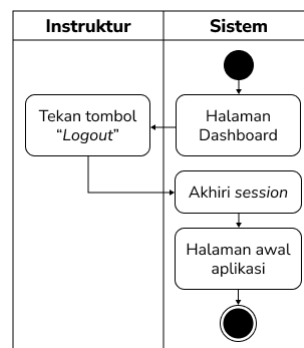 Instruktur
Sistem
Halaman
Dashboard
Tekan tombol
“Logout”
Akhiri session
Halaman awal
aplikasi